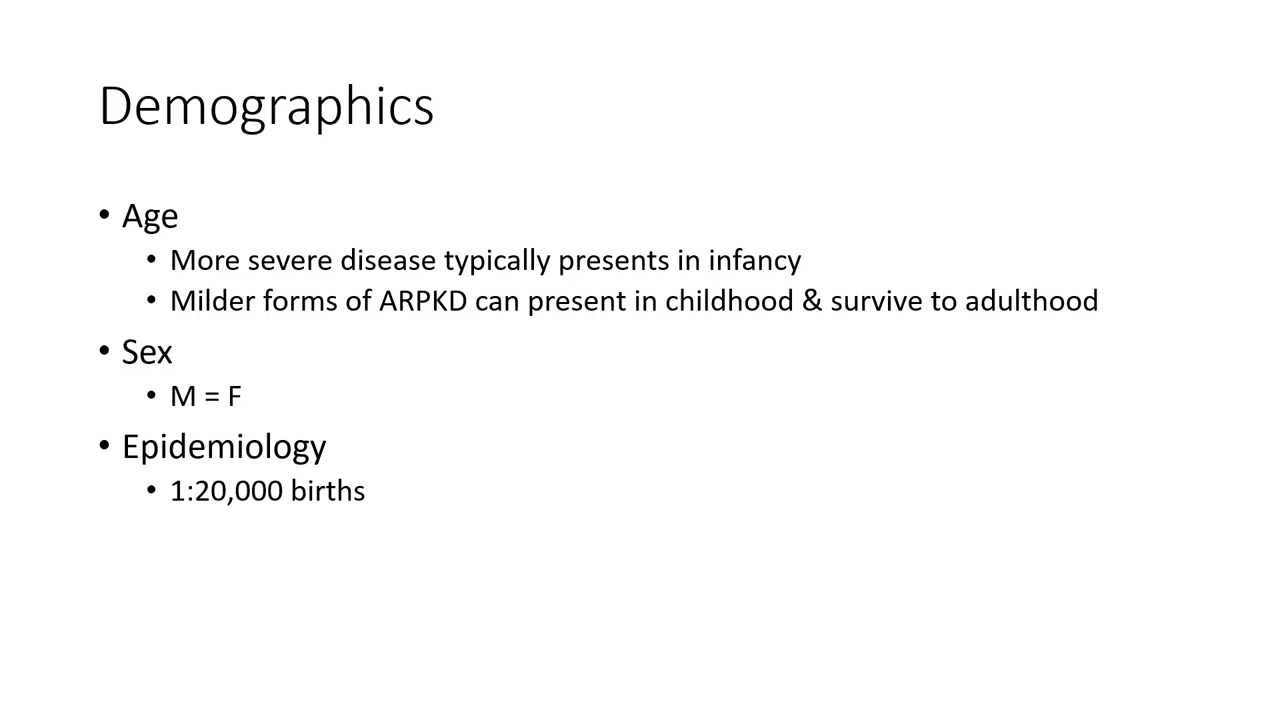 Demographics
• Age
• More severe disease typically presents in infancy
• Milder forms of ARPKD can present in childhood & survive to adulthood
• Sex
• M = F
• Epidemiology
• 1:20,000 births